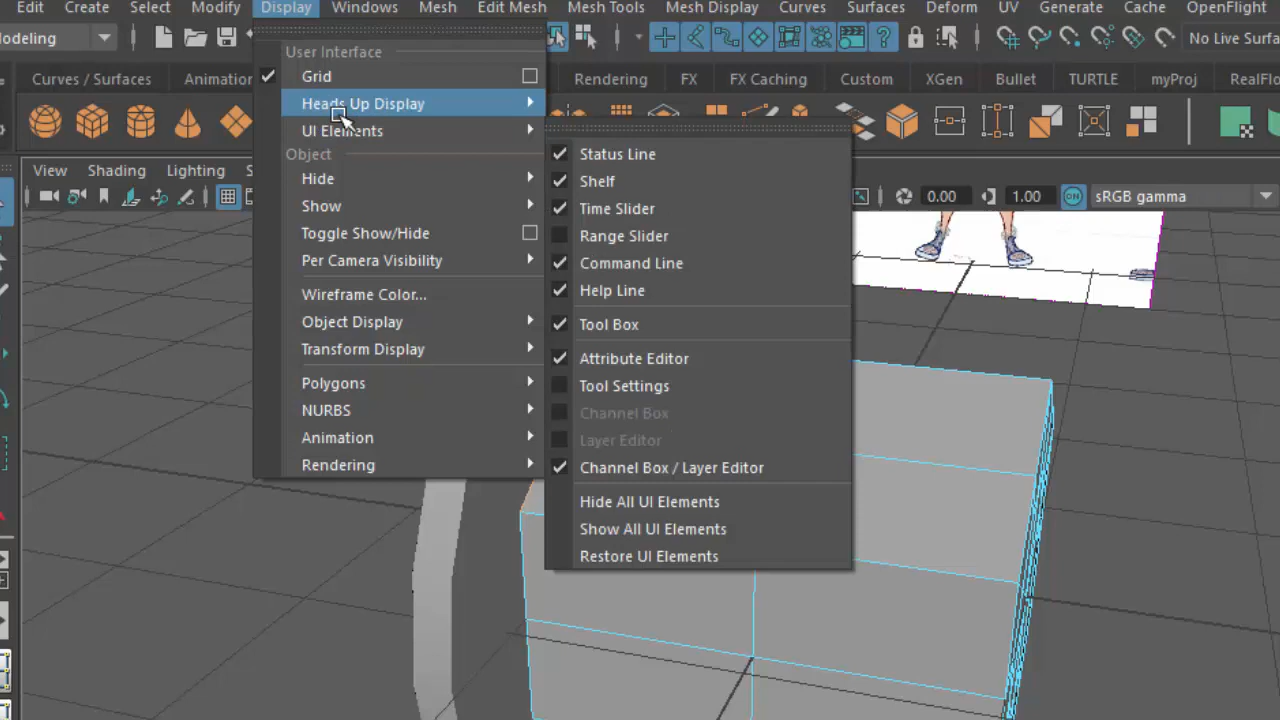 Edit Create Select Modify Display Windows Mesh Edit Mesh Mesh Tools Mesh Display Curves Surfaces Deform UV Generate Cache OpenFlight
odeling No Live Surfa
Curves / Surfaces Animation Rendering FX FX Caching Custom XGen Bullet TURTLE myProj RealFlo
View Shading Lighting S
0.00 1.00 ON sRGB gamma
User Interface
Grid
Heads Up Display
UI Elements
Object
Hide
Show
Toggle Show/Hide
Per Camera Visibility
Wireframe Color...
Object Display
Transform Display
Polygons
NURBS
Animation
Rendering
Status Line
Shelf
Time Slider
Range Slider
Command Line
Help Line
Tool Box
Attribute Editor
Tool Settings
Channel Box
Layer Editor
Channel Box / Layer Editor
Hide All UI Elements
Show All UI Elements
Restore UI Elements